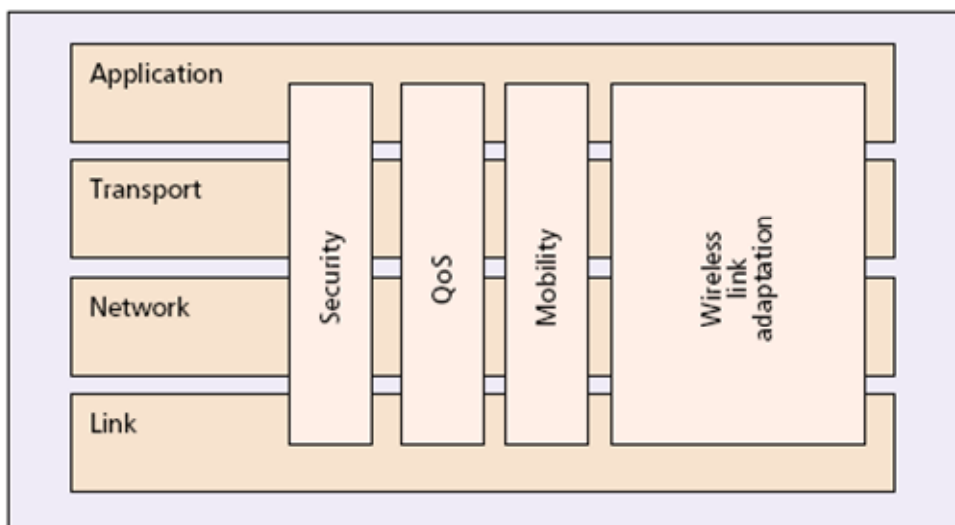 Application
Transport
Network
Link
Security
QoS
Mobility
Wireless
link
adaptation